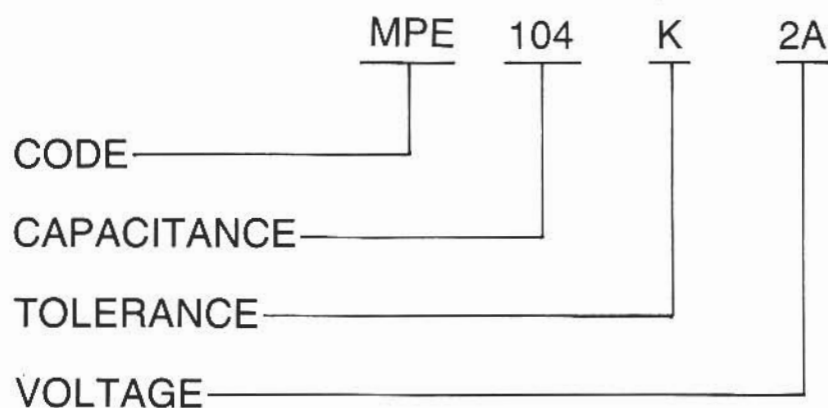 MPE 104 K 2A
CODE
CAPACITANCE
TOLERANCE
VOLTAGE